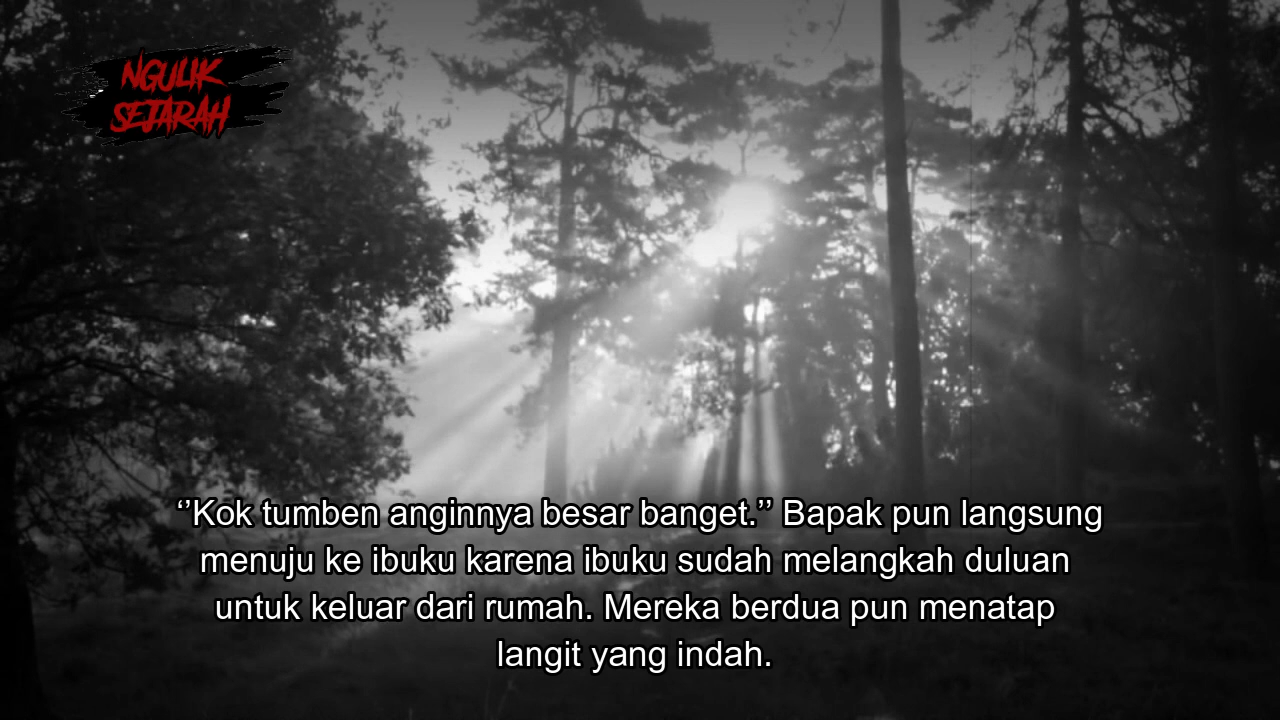 NGULIK
SEJARAH
‘’Kok tumben anginnya besar banget.’’ Bapak pun langsung
menuju ke ibuku karena ibuku sudah melangkah duluan
untuk keluar dari rumah. Mereka berdua pun menatap
langit yang indah.